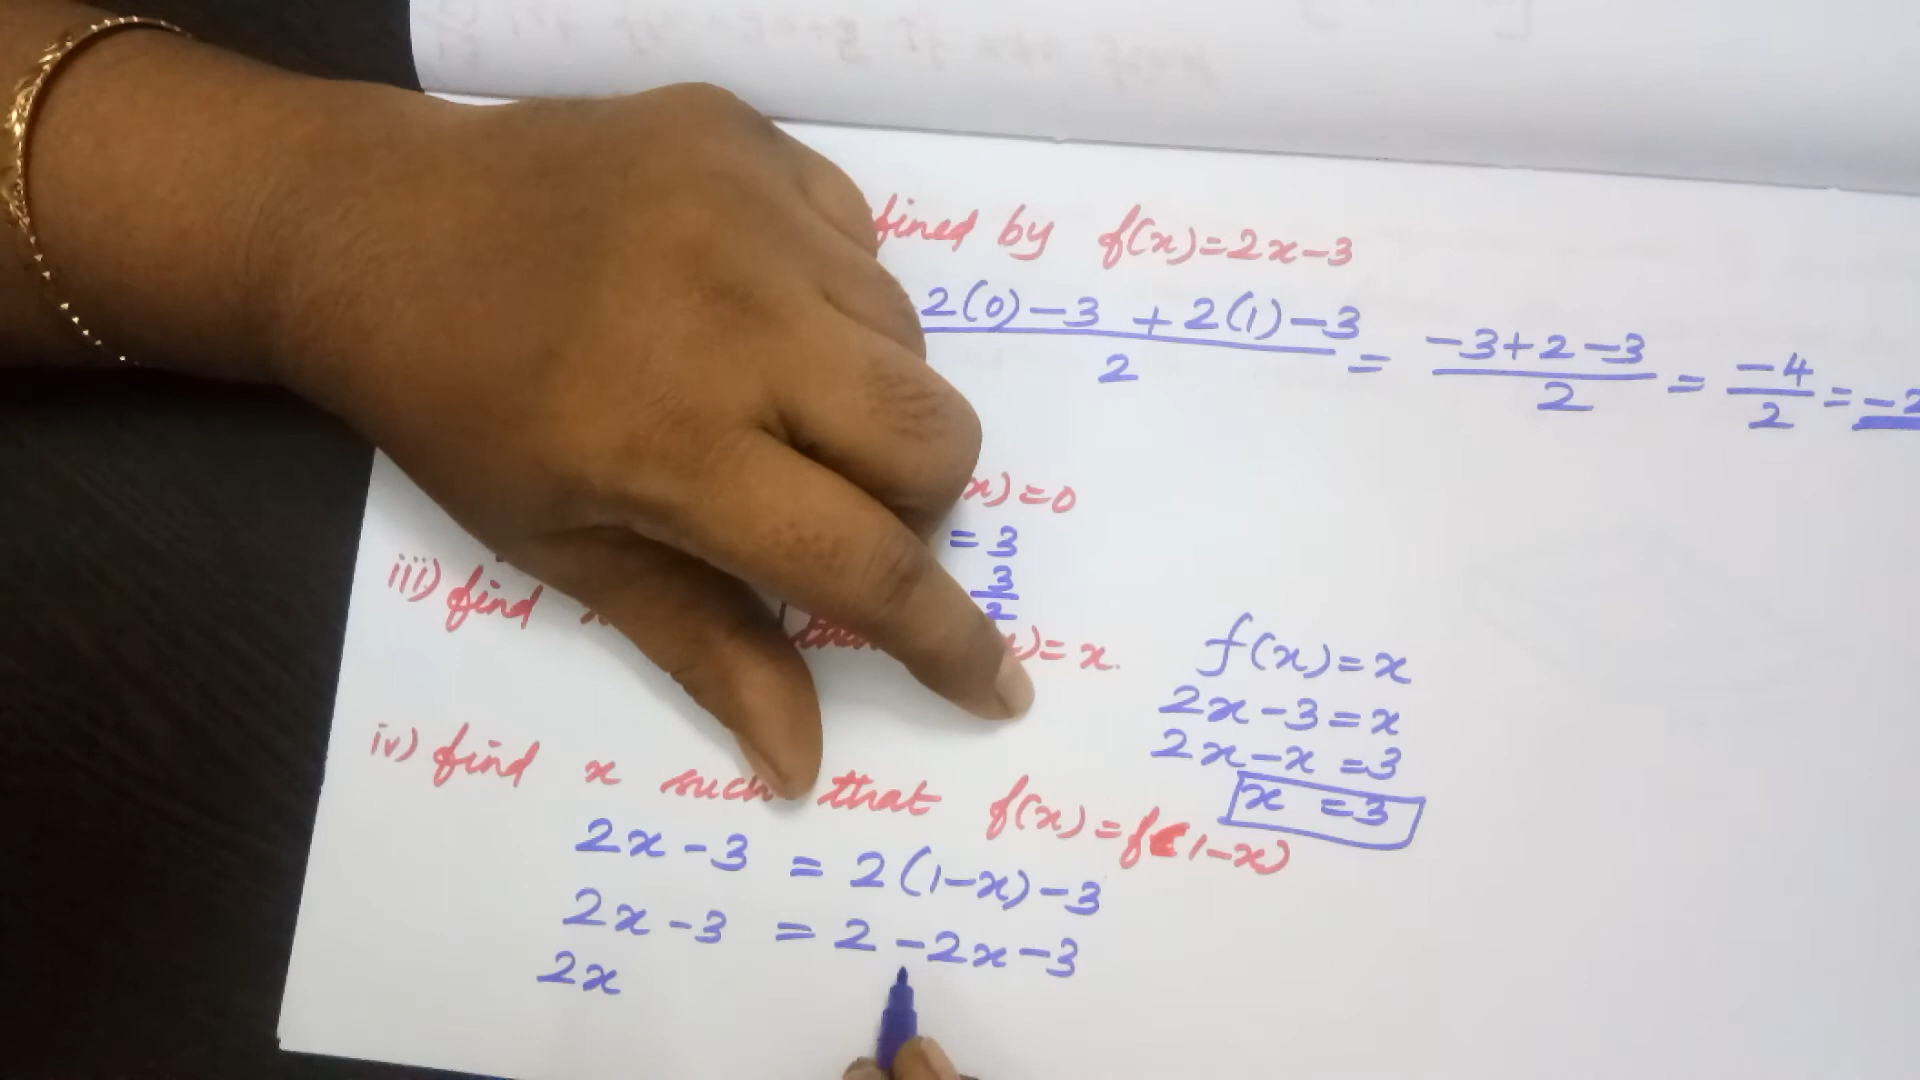 fined by f(x)=2x-3
2(0)-3 + 2(1)-3 / 2 = -3+2-3 / 2 = -4 / 2 = -2
x)=0
= 3
3 / 2
iii) find )= x.
f(x)=x
2x-3=x
2x-x=3
x =3
iv) find x such that f(x)=f(1-x)
2x-3 = 2(1-x)-3
2x-3 = 2-2x-3
2x